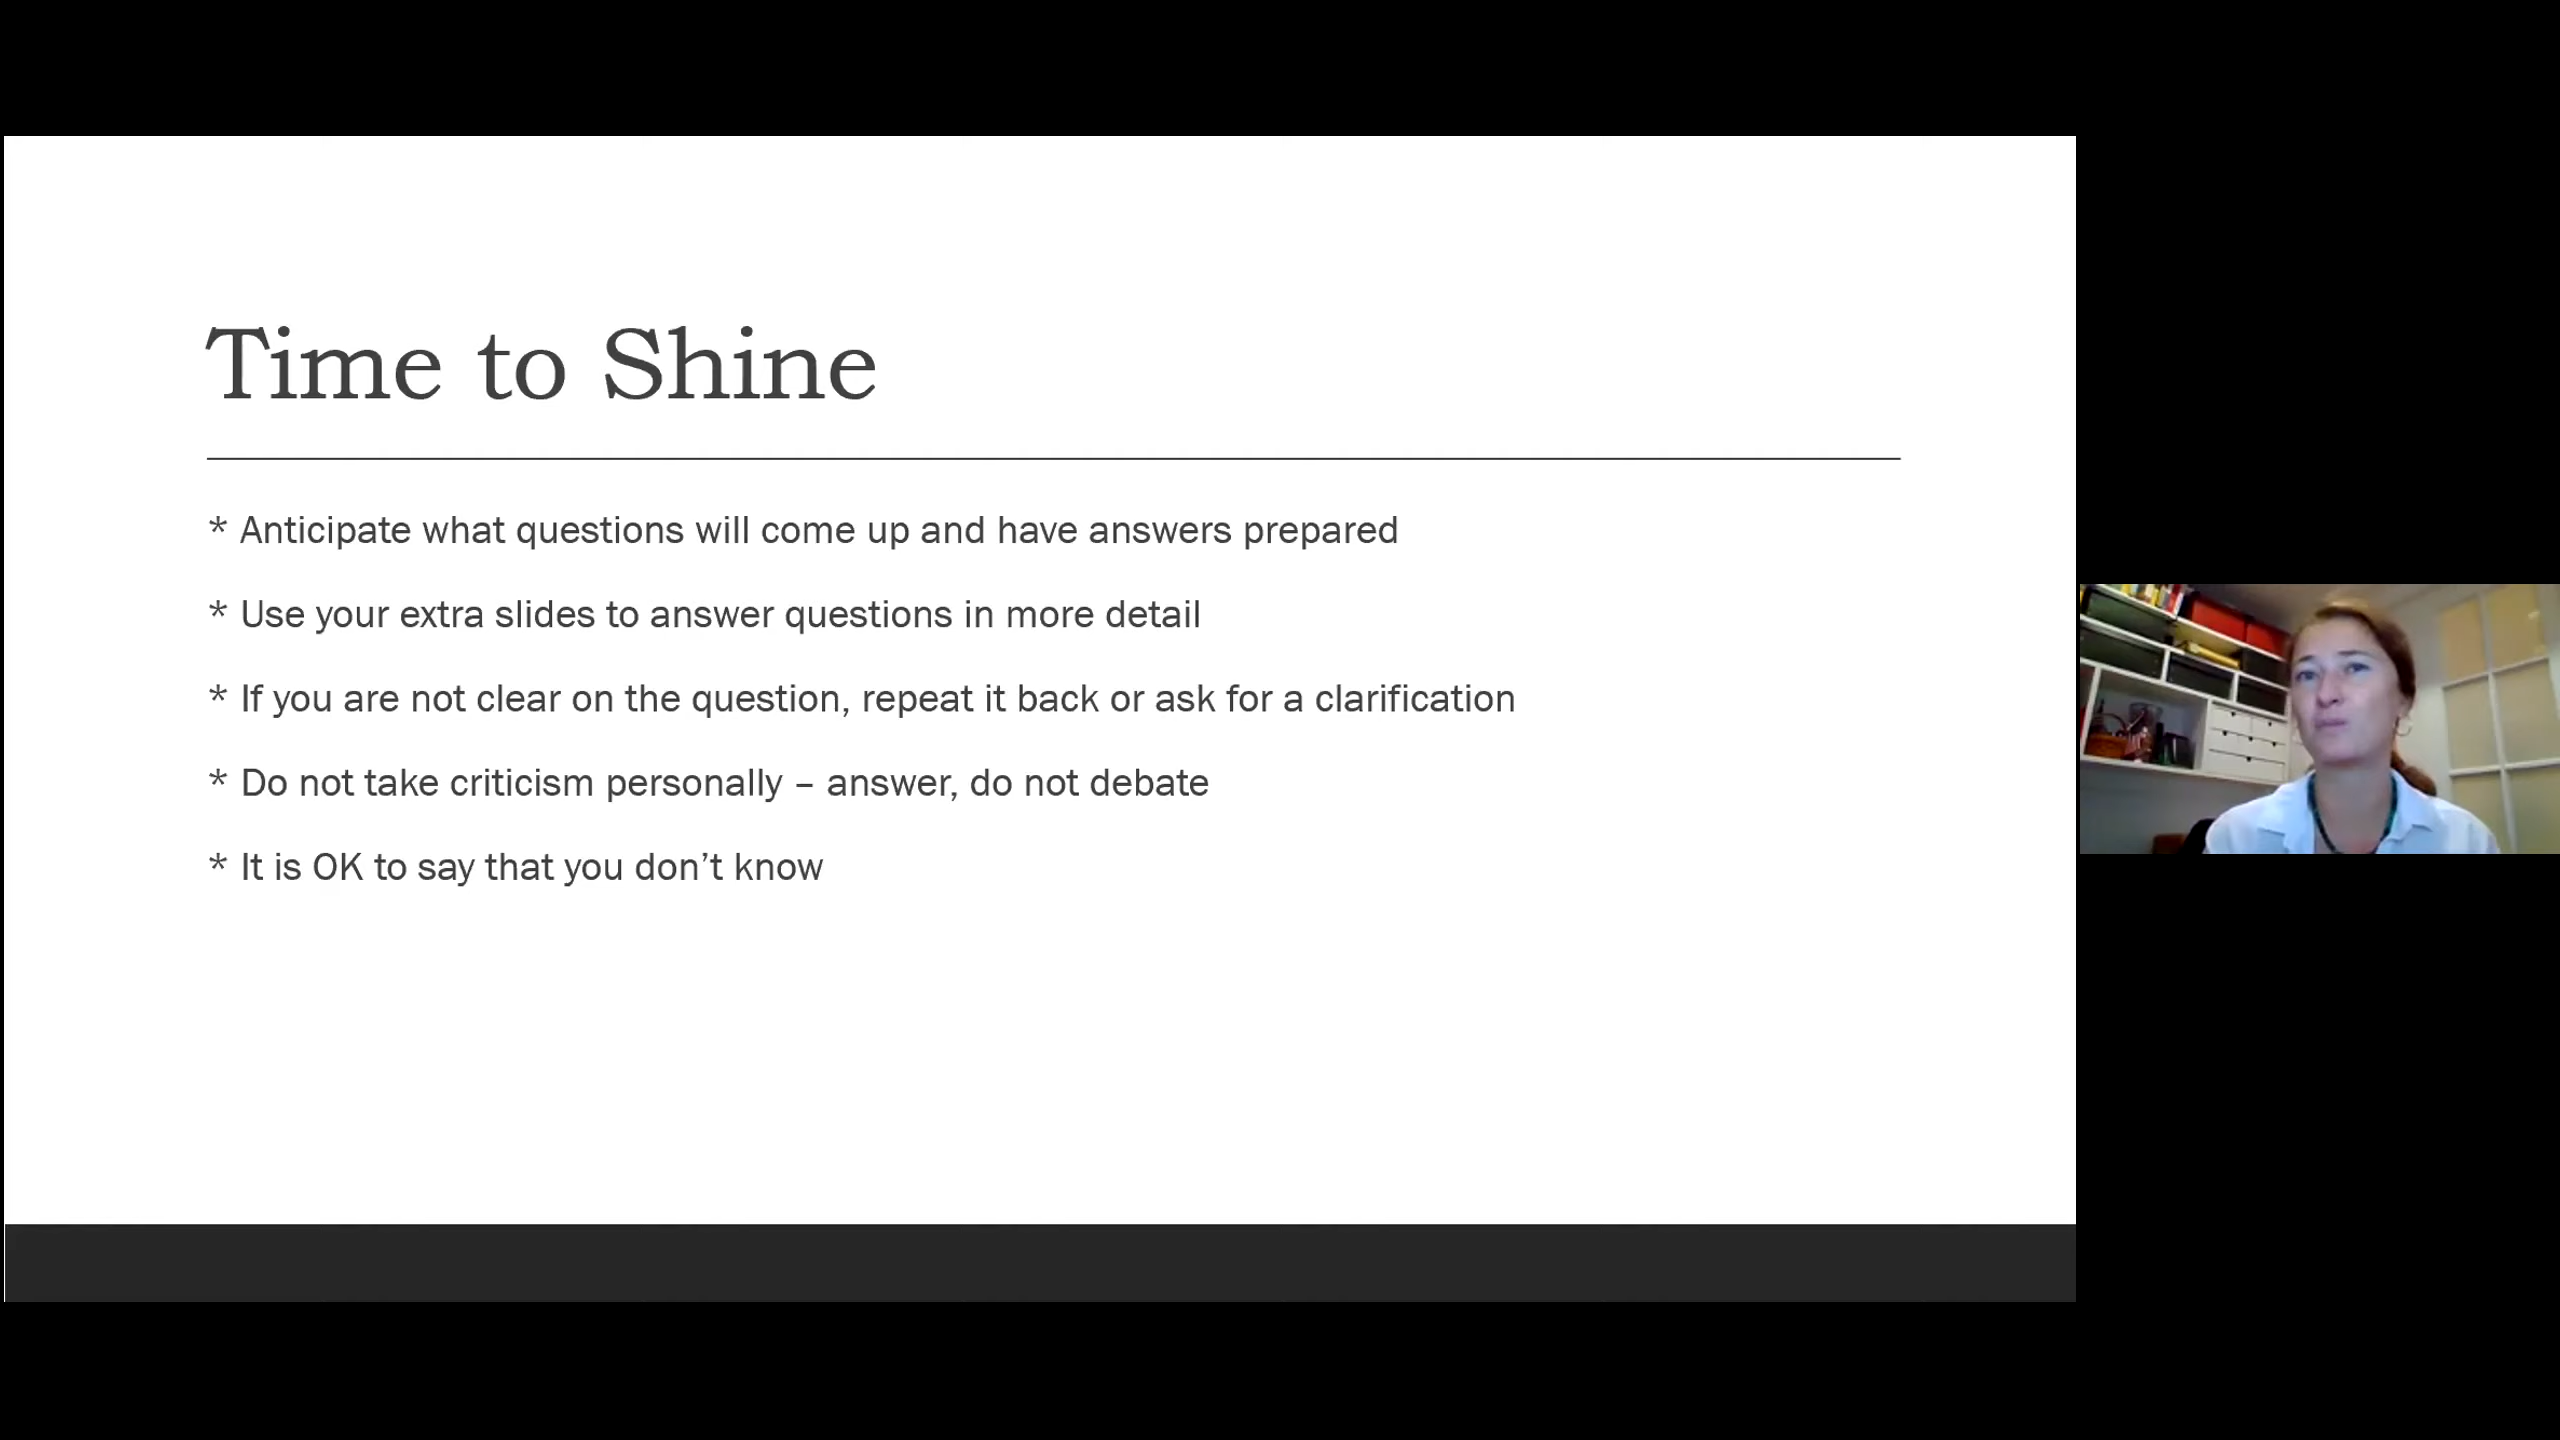 Time to Shine
* Anticipate what questions will come up and have answers prepared
* Use your extra slides to answer questions in more detail
* If you are not clear on the question, repeat it back or ask for a clarification
* Do not take criticism personally – answer, do not debate
* It is OK to say that you don’t know